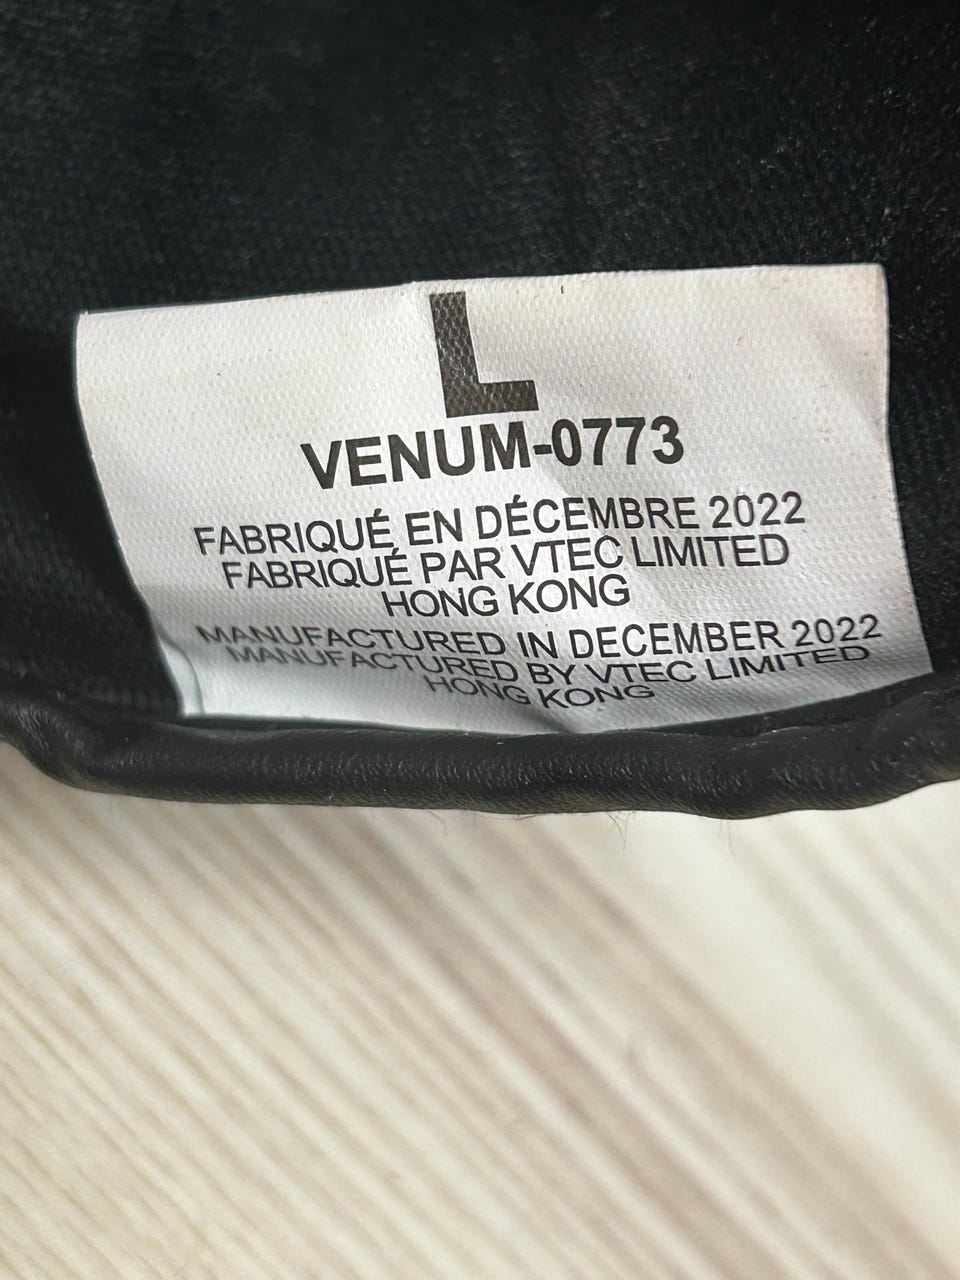 L
VENUM-0773
FABRIQUÉ EN DÉCEMBRE 2022
FABRIQUÉ PAR VTEC LIMITED
HONG KONG
MANUFACTURED IN DECEMBER 2022
MANUFACTURED BY VTEC LIMITED
HONG KONG